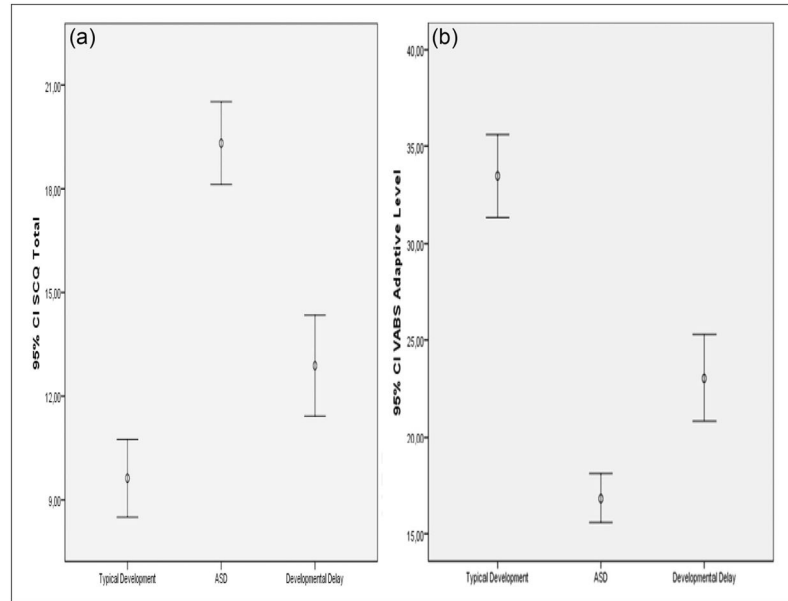 (a)
95% CI SCQ Total
21,00
18,00
15,00
12,00
9,00
Typical Development
ASD
Developmental Delay
(b)
95% CI VABS Adaptive Level
40,00
35,00
30,00
25,00
20,00
15,00
Typical Development
ASD
Developmental Delay